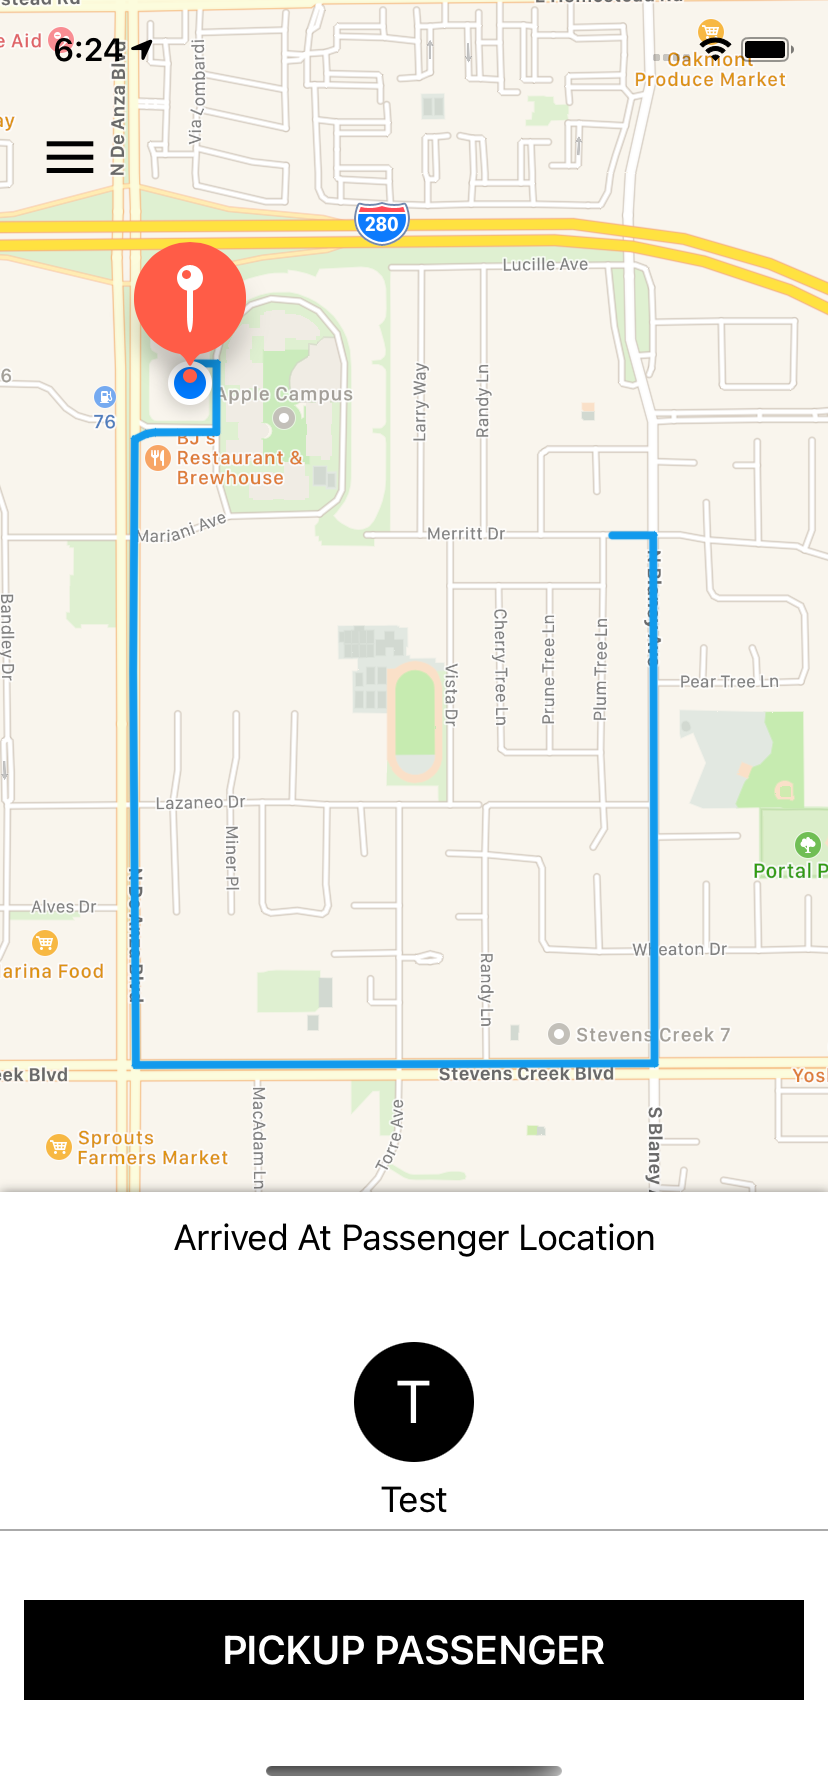 6:24
e Aid
N De Anza Blvd
Via Lombardi
Oakmont
Produce Market
280
Lucille Ave
Larry Way
Randy Ln
Apple Campus
76
BJ's
Restaurant &
Brewhouse
Mariani Ave
Merritt Dr
N Blaney Ave
Bandley Dr
Cherry Tree Ln
Prune Tree Ln
Plum Tree Ln
Vista Dr
Pear Tree Ln
Lazaneo Dr
Miner Pl
Portal P
N De Anza Blvd
Alves Dr
arina Food
Wheaton Dr
Randy Ln
Stevens Creek 7
eek Blvd
Stevens Creek Blvd
Yos
MacAdam Ln
Torre Ave
S Blaney
Sprouts
Farmers Market
Arrived At Passenger Location
T
Test
PICKUP PASSENGER